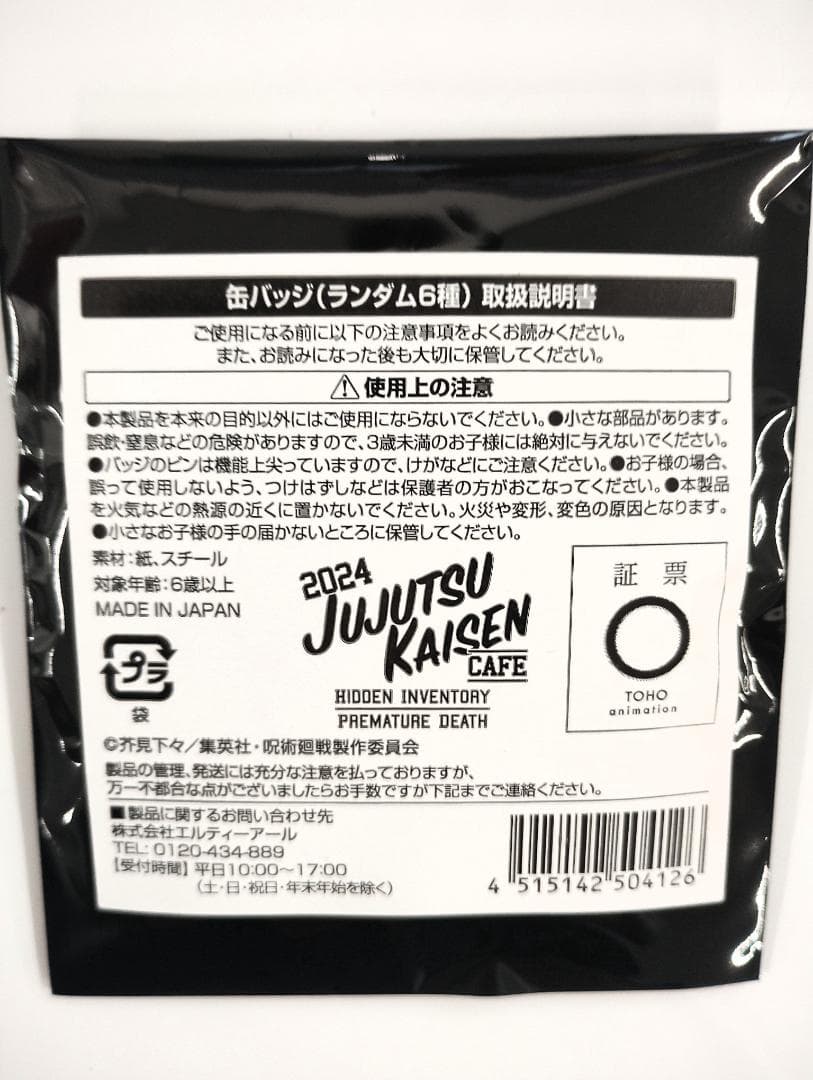 缶バッジ(ランダム6種) 取扱説明書
ご使用になる前に以下の注意事項をよくお読みください。
また、お読みになった後も大切に保管してください。
⚠使用上の注意
●本製品を本来の目的以外にはご使用にならないでください。●小さな部品があります。
誤飲・窒息などの危険がありますので、3歳未満のお子様には絶対に与えないでください。
●バッジのピンは機能上尖っていますので、けがなどにご注意ください。●お子様の場合、
誤って使用しないよう、つけはずしなどは保護者の方がおこなってください。●本製品
を火気などの熱源の近くに置かないでください。火災や変形、変色の原因となります。
●小さなお子様の手の届かないところに保管してください。
素材:紙、スチール
対象年齢:6歳以上
MADE IN JAPAN
プラ
袋
2024
JUJUTSU
KAISEN
CAFE
HIDDEN INVENTORY
PREMATURE DEATH
証 票
TOHO
animation
©芥見下々/集英社・呪術廻戦製作委員会
製品の管理、発送には充分な注意を払っておりますが、
万一不都合な点がございましたらお手数ですが下記までご連絡ください。
■製品に関するお問い合わせ先
株式会社エルティーアール
TEL: 0120-434-889
【受付時間】平日10:00〜17:00
(土・日・祝日・年末年始を除く)
4 515142 504126